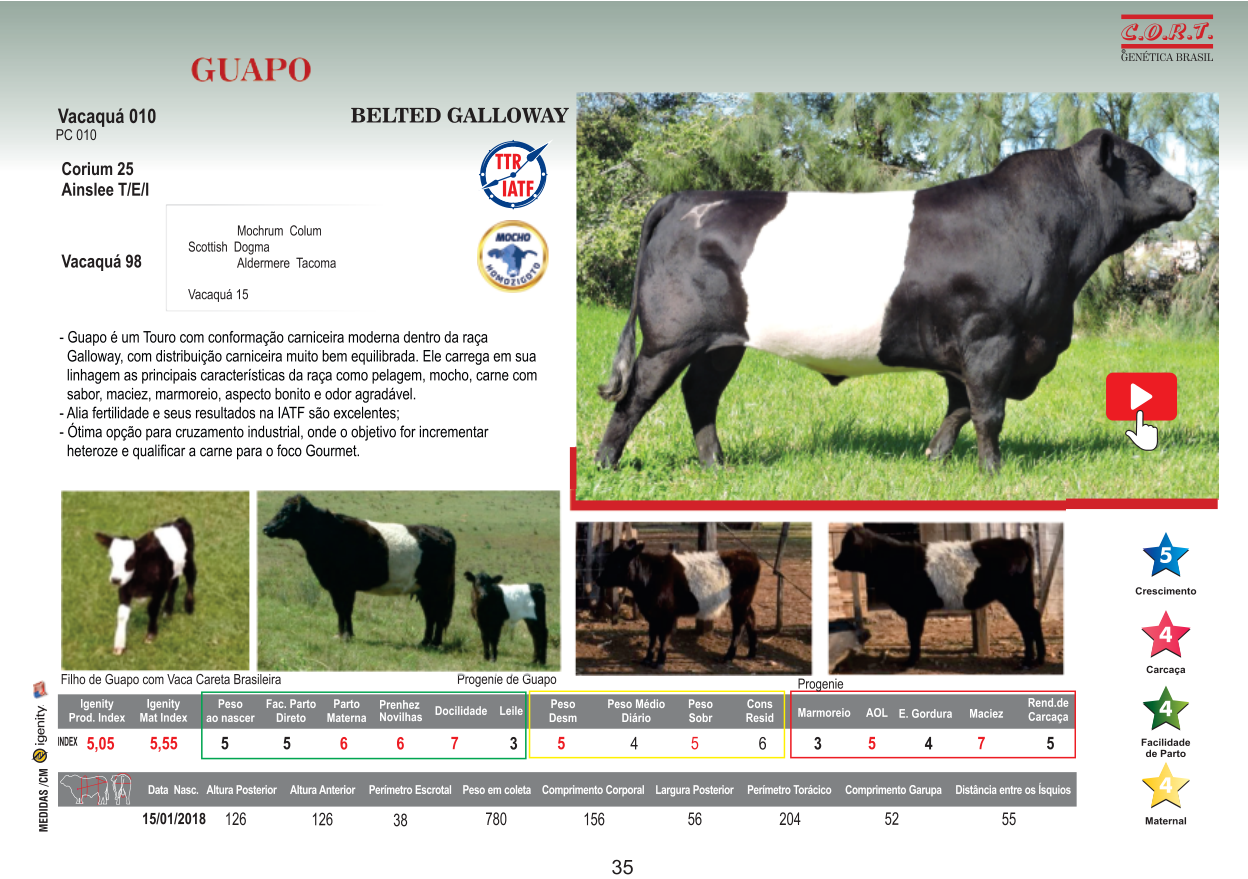 C.O.R.T.
GENÉTICA BRASIL
GUAPO
Vacaquá 010
PC 010
BELTED GALLOWAY
Corium 25
Ainslee T/E/I
TTR
IATF
Mochrum Colum
Scottish Dogma
Aldermere Tacoma
Vacaquá 98
Vacaquá 15
MOCHO
HOMOZIGOTO
- Guapo é um Touro com conformação carniceira moderna dentro da raça
Galloway, com distribuição carniceira muito bem equilibrada. Ele carrega em sua
linhagem as principais características da raça como pelagem, mocho, carne com
sabor, maciez, marmoreio, aspecto bonito e odor agradável.
- Alia fertilidade e seus resultados na IATF são excelentes;
- Ótima opção para cruzamento industrial, onde o objetivo for incrementar
heteroze e qualificar a carne para o foco Gourmet.
5
Crescimento
4
Carcaça
4
Facilidade
de Parto
4
Maternal
Filho de Guapo com Vaca Careta Brasileira
Progenie de Guapo
Progenie
igenity
Igenity Prod. Index Igenity Mat Index Peso ao nascer Fac. Parto Direto Parto Materna Prenhez Novilhas Docilidade Leile Peso Desm Peso Médio Diário Peso Sobr Cons Resid Marmoreio AOL E. Gordura Maciez Rend.de Carcaça
INDEX 5,05 5,55 5 5 6 6 7 3 5 4 5 6 3 5 4 7 5
MEDIDAS /CM
Data Nasc. Altura Posterior Altura Anterior Perímetro Escrotal Peso em coleta Comprimento Corporal Largura Posterior Perímetro Torácico Comprimento Garupa Distância entre os Ísquios
15/01/2018 126 126 38 780 156 56 204 52 55
35